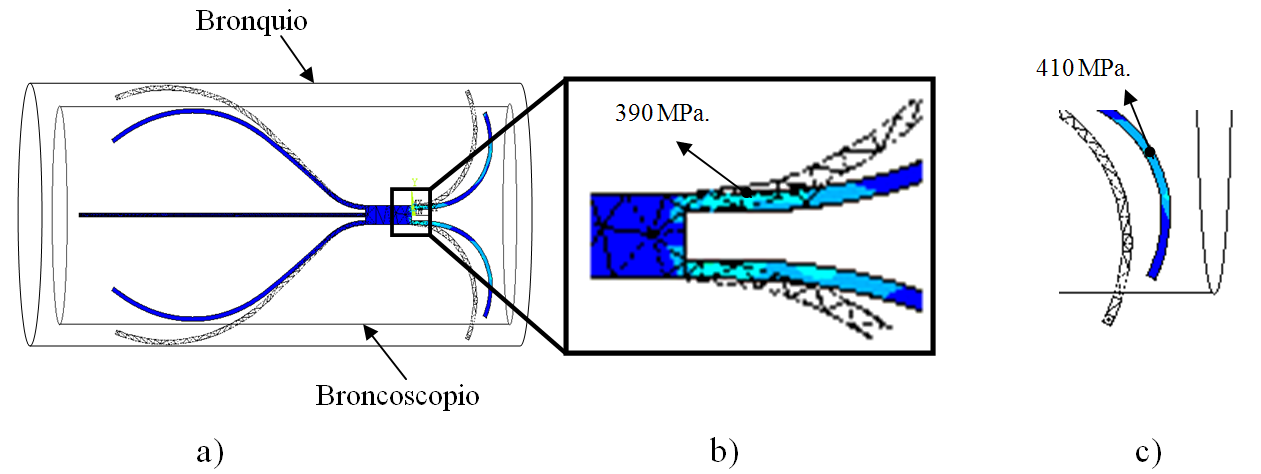 Bronquio
390 MPa.
410 MPa.
Y
Broncoscopio
a)
b)
c)